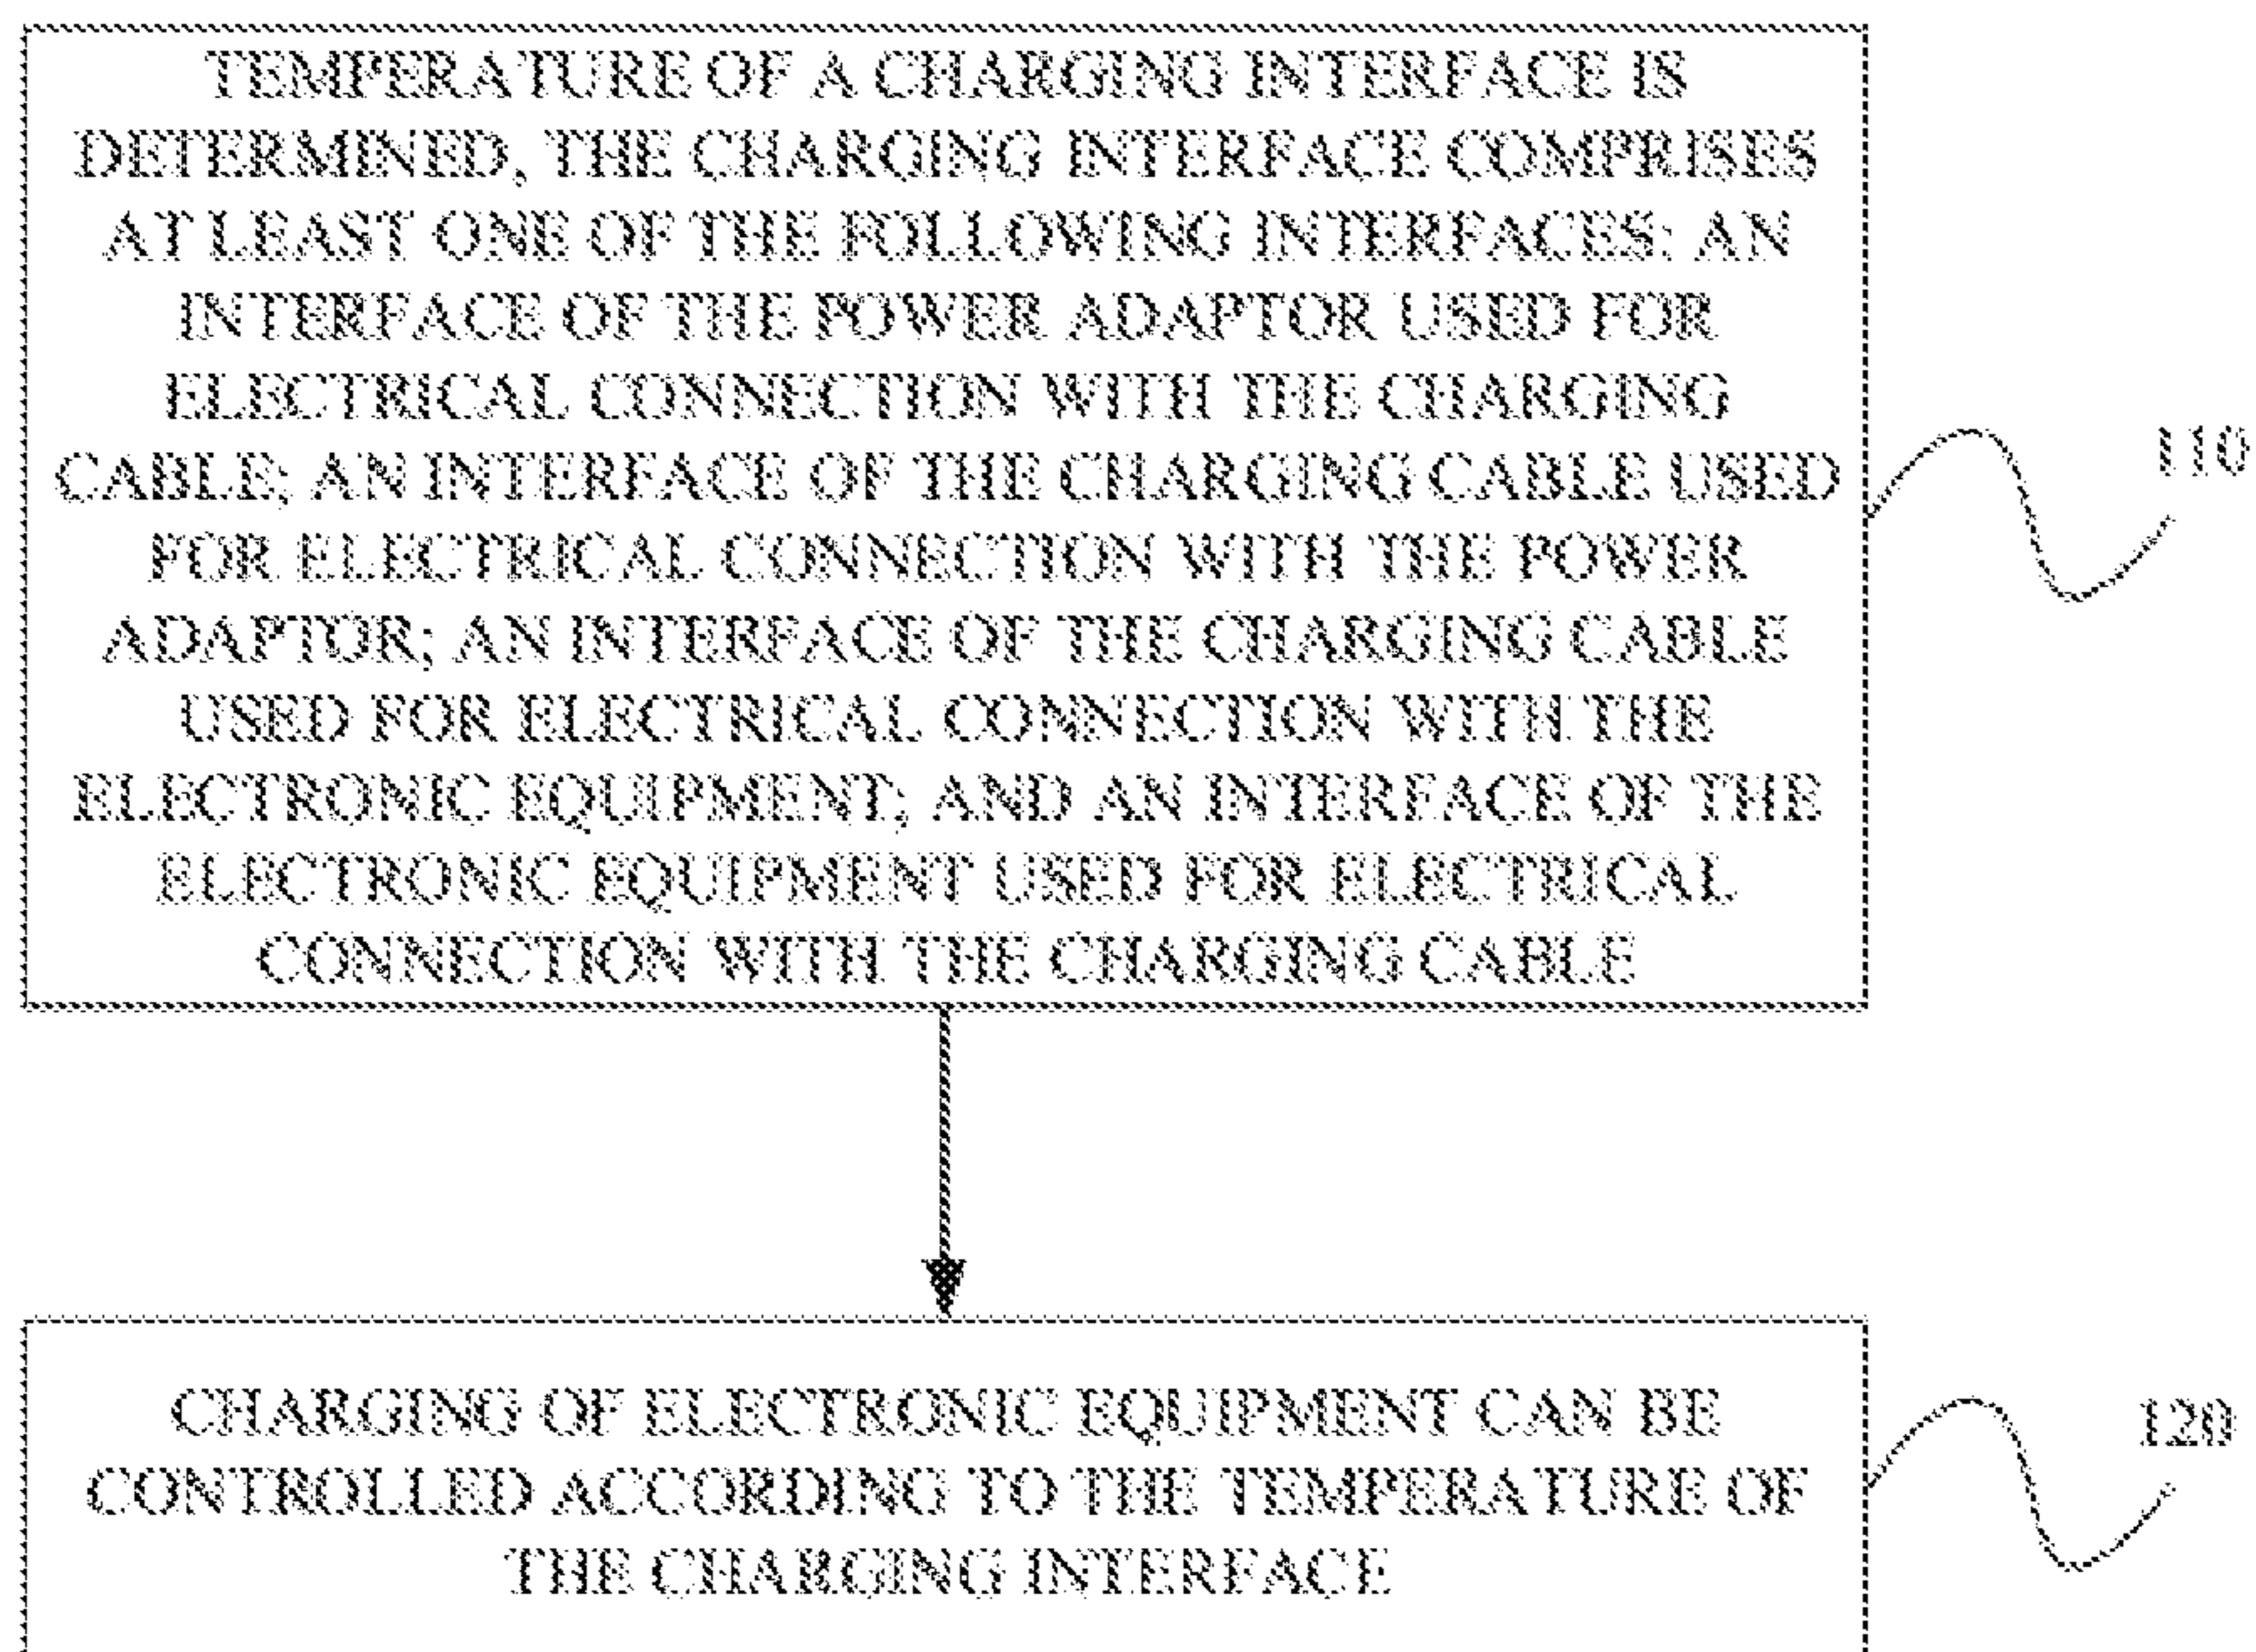 TEMPERATURE OF A CHARGING INTERFACE IS
DETERMINED, THE CHARGING INTERFACE COMPRISES
AT LEAST ONE OF THE FOLLOWING INTERFACES: AN
INTERFACE OF THE POWER ADAPTOR USED FOR
ELECTRICAL CONNECTION WITH THE CHARGING
CABLE; AN INTERFACE OF THE CHARGING CABLE USED
FOR ELECTRICAL CONNECTION WITH THE POWER
ADAPTOR; AN INTERFACE OF THE CHARGING CABLE
USED FOR ELECTRICAL CONNECTION WITH THE
ELECTRONIC EQUIPMENT; AND AN INTERFACE OF THE
ELECTRONIC EQUIPMENT USED FOR ELECTRICAL
CONNECTION WITH THE CHARGING CABLE
110
CHARGING OF ELECTRONIC EQUIPMENT CAN BE
CONTROLLED ACCORDING TO THE TEMPERATURE OF
THE CHARGING INTERFACE
120